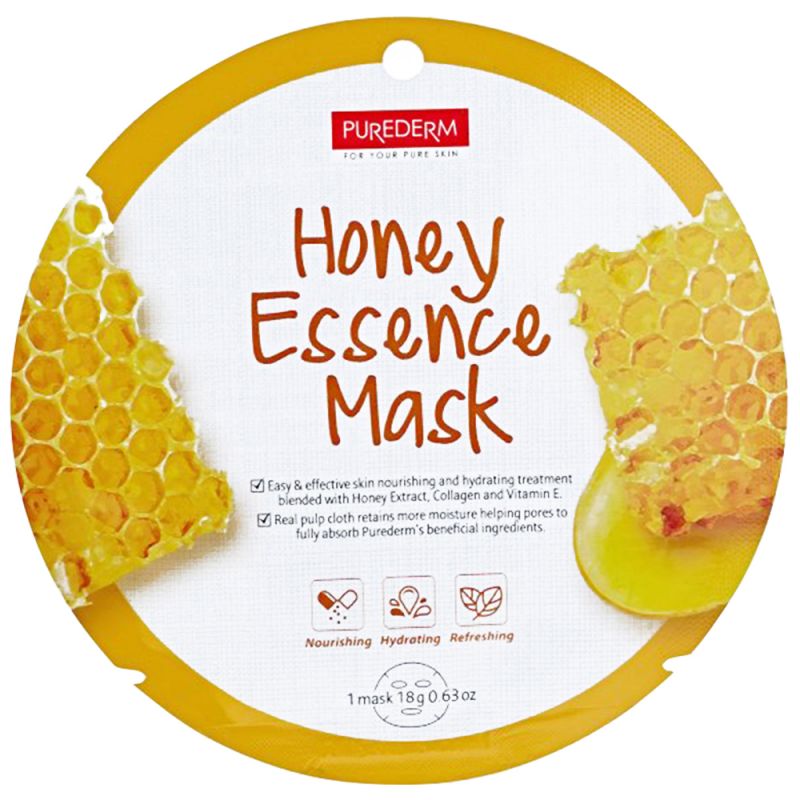 PUREDERM
FOR YOUR PURE SKIN
Honey
Essence
Mask
Easy & effective skin nourishing and hydrating treatment
blended with Honey Extract, Collagen and Vitamin E.
Real pulp cloth retains more moisture helping pores to
fully absorb Purederm's beneficial ingredients.
Nourishing Hydrating Refreshing
1 mask 18g 0.63oz